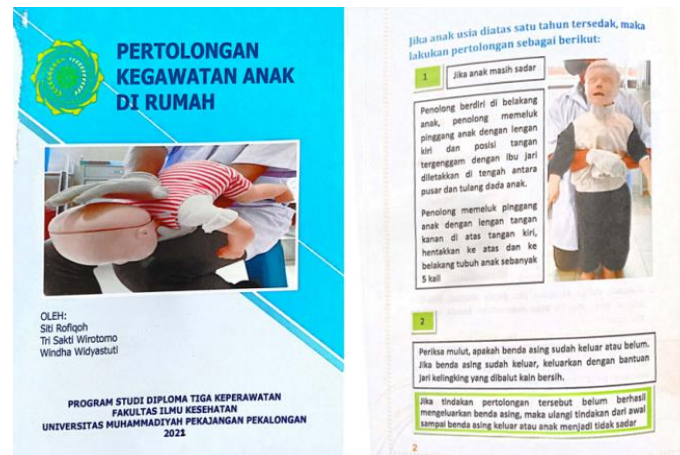 PERTOLONGAN
KEGAWATAN ANAK
DI RUMAH
OLEH:
Siti Rofiqoh
Tri Sakti Wirotomo
Windha Widyastuti
PROGRAM STUDI DIPLOMA TIGA KEPERAWATAN
FAKULTAS ILMU KESEHATAN
UNIVERSITAS MUHAMMADIYAH PEKAJANGAN PEKALONGAN
2021
Jika anak usia diatas satu tahun tersedak, maka
lakukan pertolongan sebagai berikut:
1
Jika anak masih sadar
Penolong berdiri di belakang
anak, penolong memeluk
pinggang anak dengan lengan
kiri dan posisi tangan
tergenggam dengan ibu jari
diletakkan di tengah antara
pusar dan tulang dada anak.
Penolong memeluk pinggang
anak dengan lengan tangan
kanan di atas tangan kiri,
hentakkan ke atas dan ke
belakang tubuh anak sebanyak
5 kali
2
Periksa mulut, apakah benda asing sudah keluar atau belum.
Jika benda asing sudah keluar, keluarkan dengan bantuan
jari kelingking yang dibalut kain bersih.
Jika tindakan pertolongan tersebut belum berhasil
mengeluarkan benda asing, maka ulangi tindakan dari awal
sampai benda asing keluar atau anak menjadi tidak sadar
2